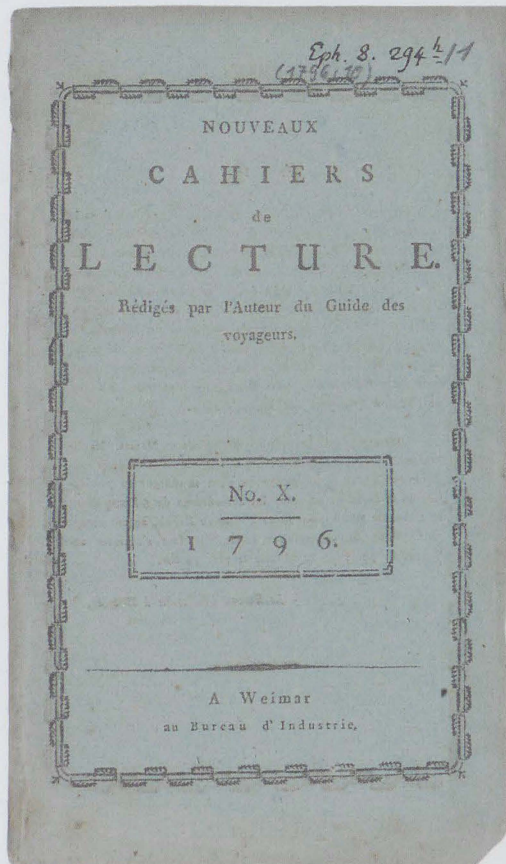 Eph. 8. 294 h/1
(1796,10)
NOUVEAUX
CAHIERS
de
LECTURE.
Rédigés par l'Auteur du Guide des
voyageurs.
No. X.
1796.
A Weimar
au Bureau d'Industrie.